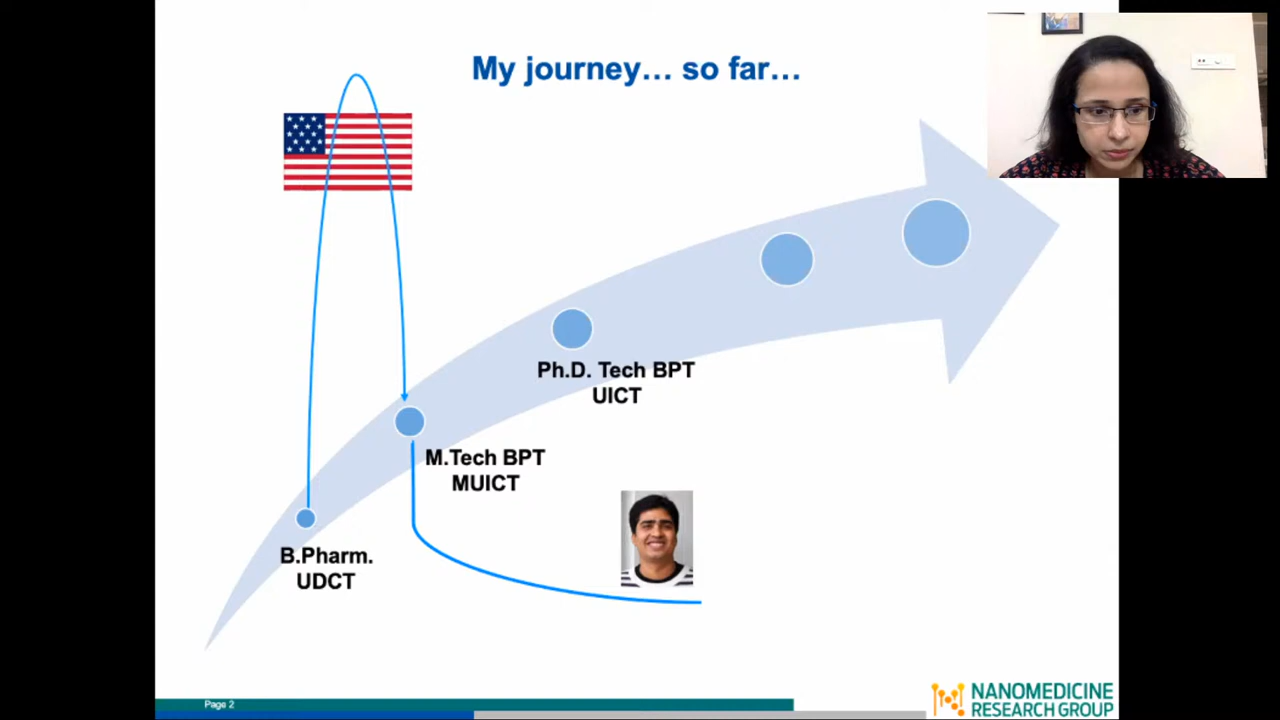 My journey... so far...
Ph.D. Tech BPT
UICT
M.Tech BPT
MUICT
B.Pharm.
UDCT
Page 2
NANOMEDICINE
RESEARCH GROUP